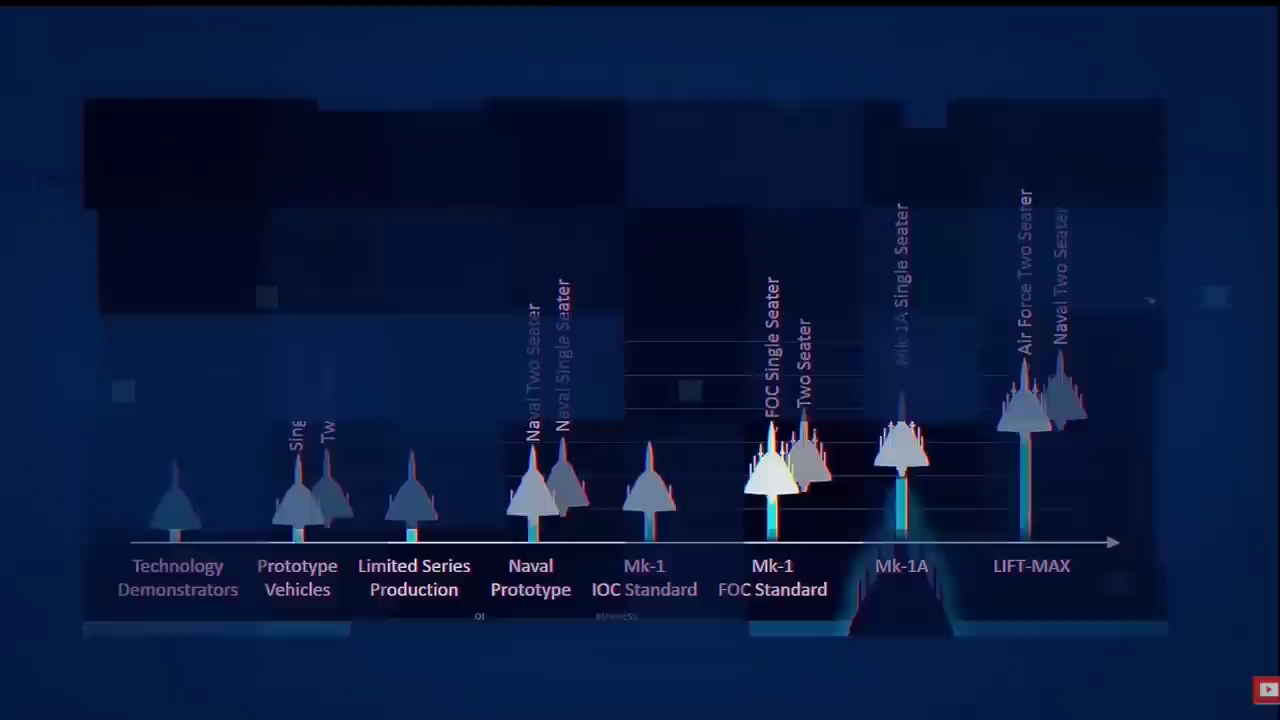 Sing
Tw
Naval Two Seater
Naval Single Seater
FOC Single Seater
Two Seater
Mk 1A Single Seater
Air Force Two Seater
Naval Two Seater
Technology
Demonstrators
Prototype
Vehicles
Limited Series
Production
Naval
Prototype
Mk-1
IOC Standard
Mk-1
FOC Standard
Mk-1A
LIFT-MAX